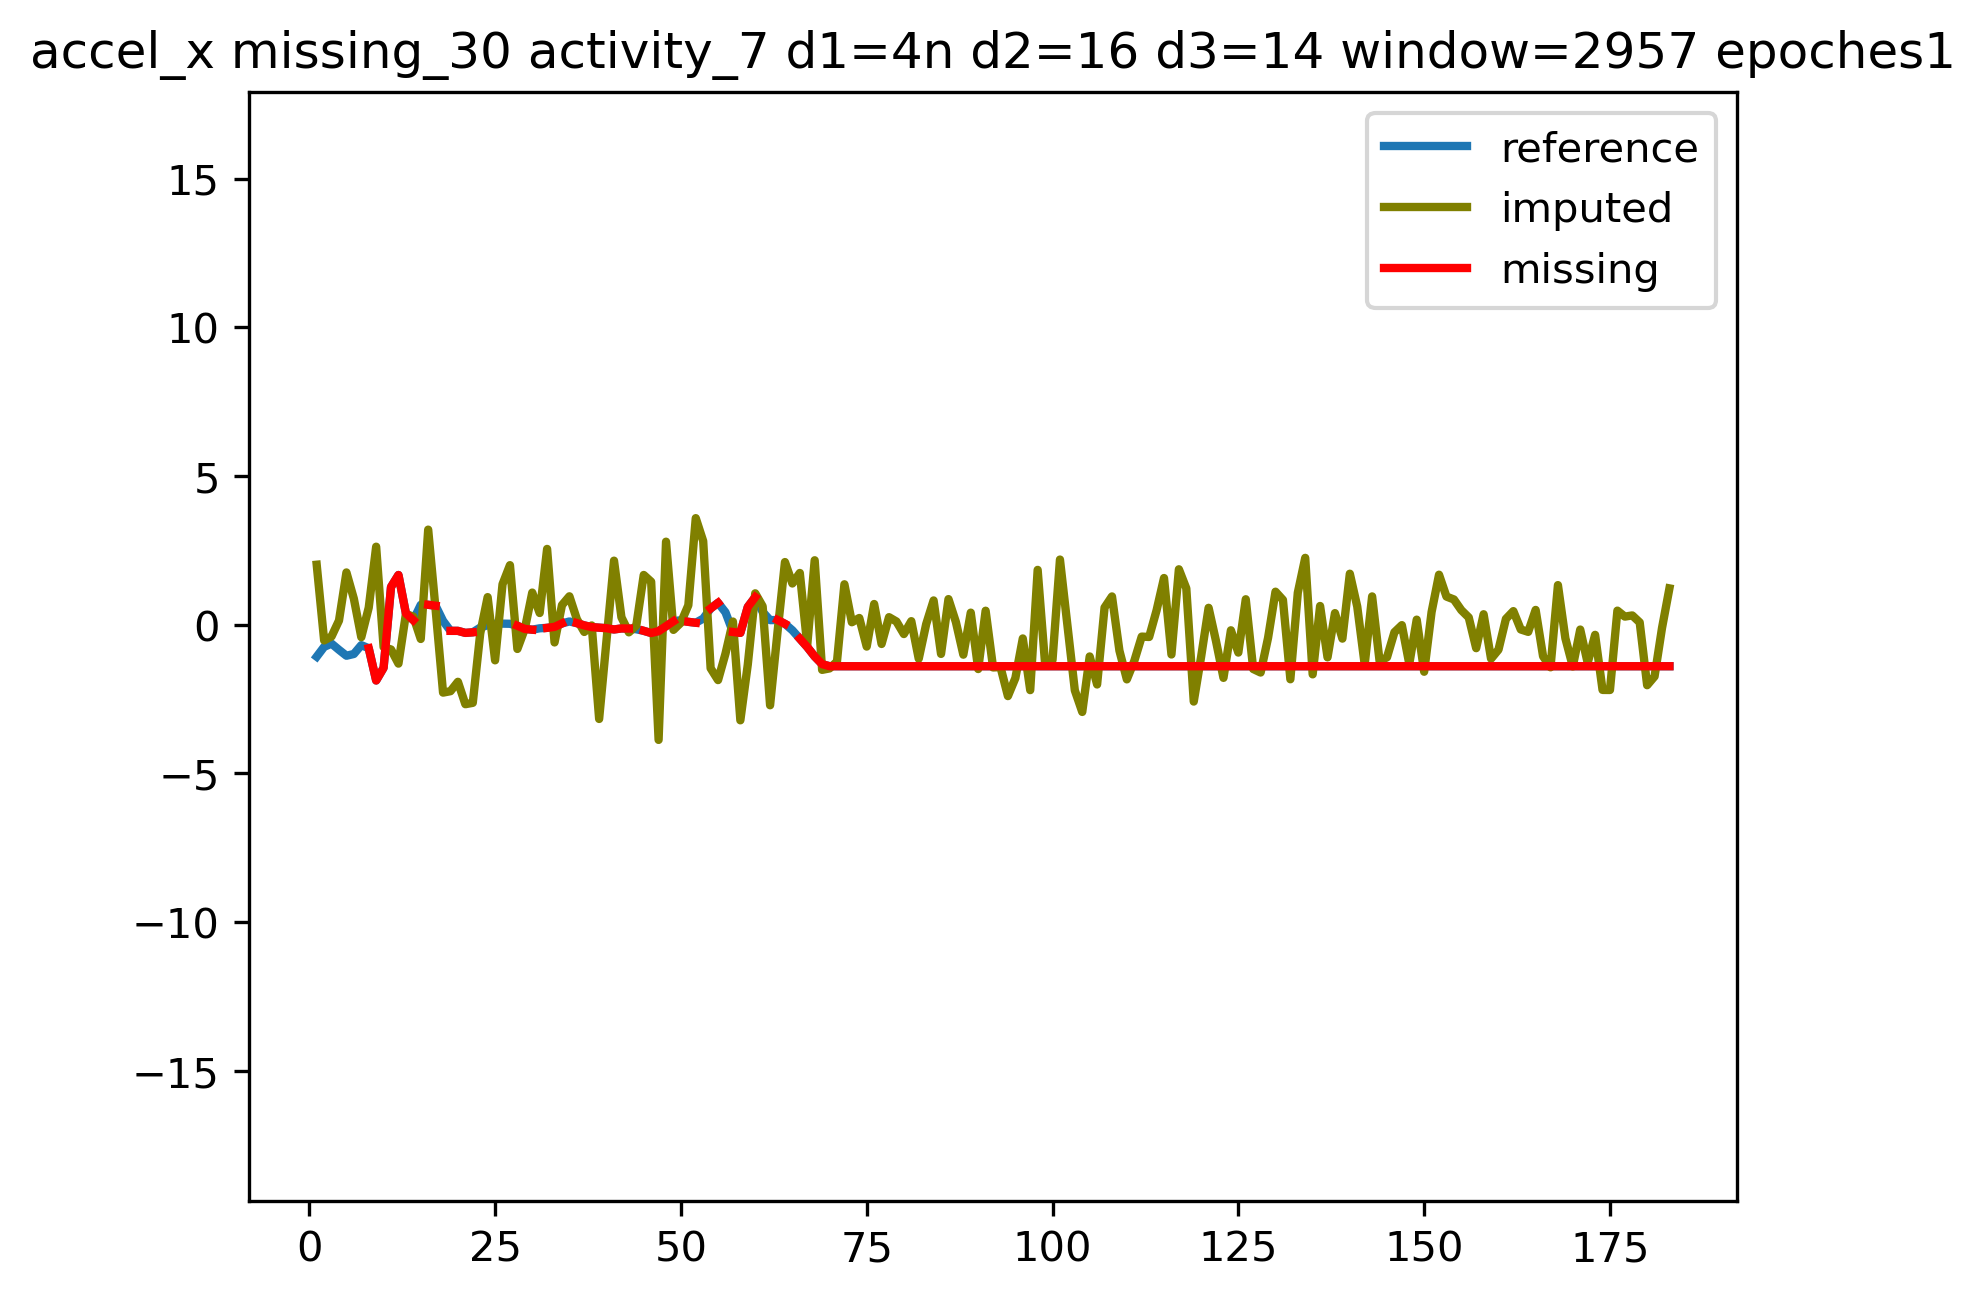 accel_x missing_30 activity_7 d1=4n d2=16 d3=14 window=2957 epoches1
reference
imputed
missing
15
10
5
0
−5
−10
−15
0 25 50 75 100 125 150 175